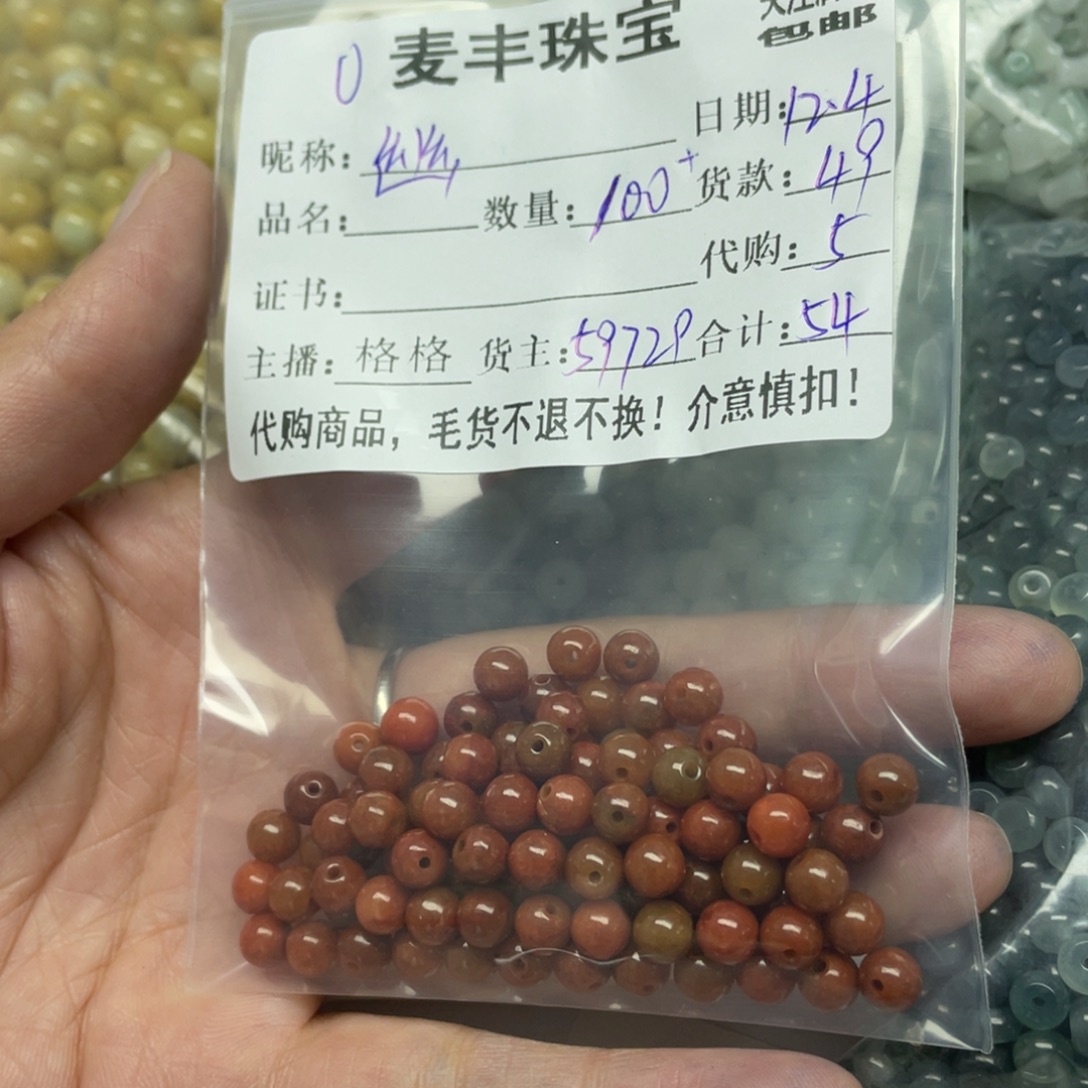 0 麦丰珠宝 包邮
日期:12.4
昵称:丝丝
品名: 数量:100+ 货款:49
代购:5
证书:
主播:格格 货主:59729 合计:54
代购商品，毛货不退不换！介意慎扣！